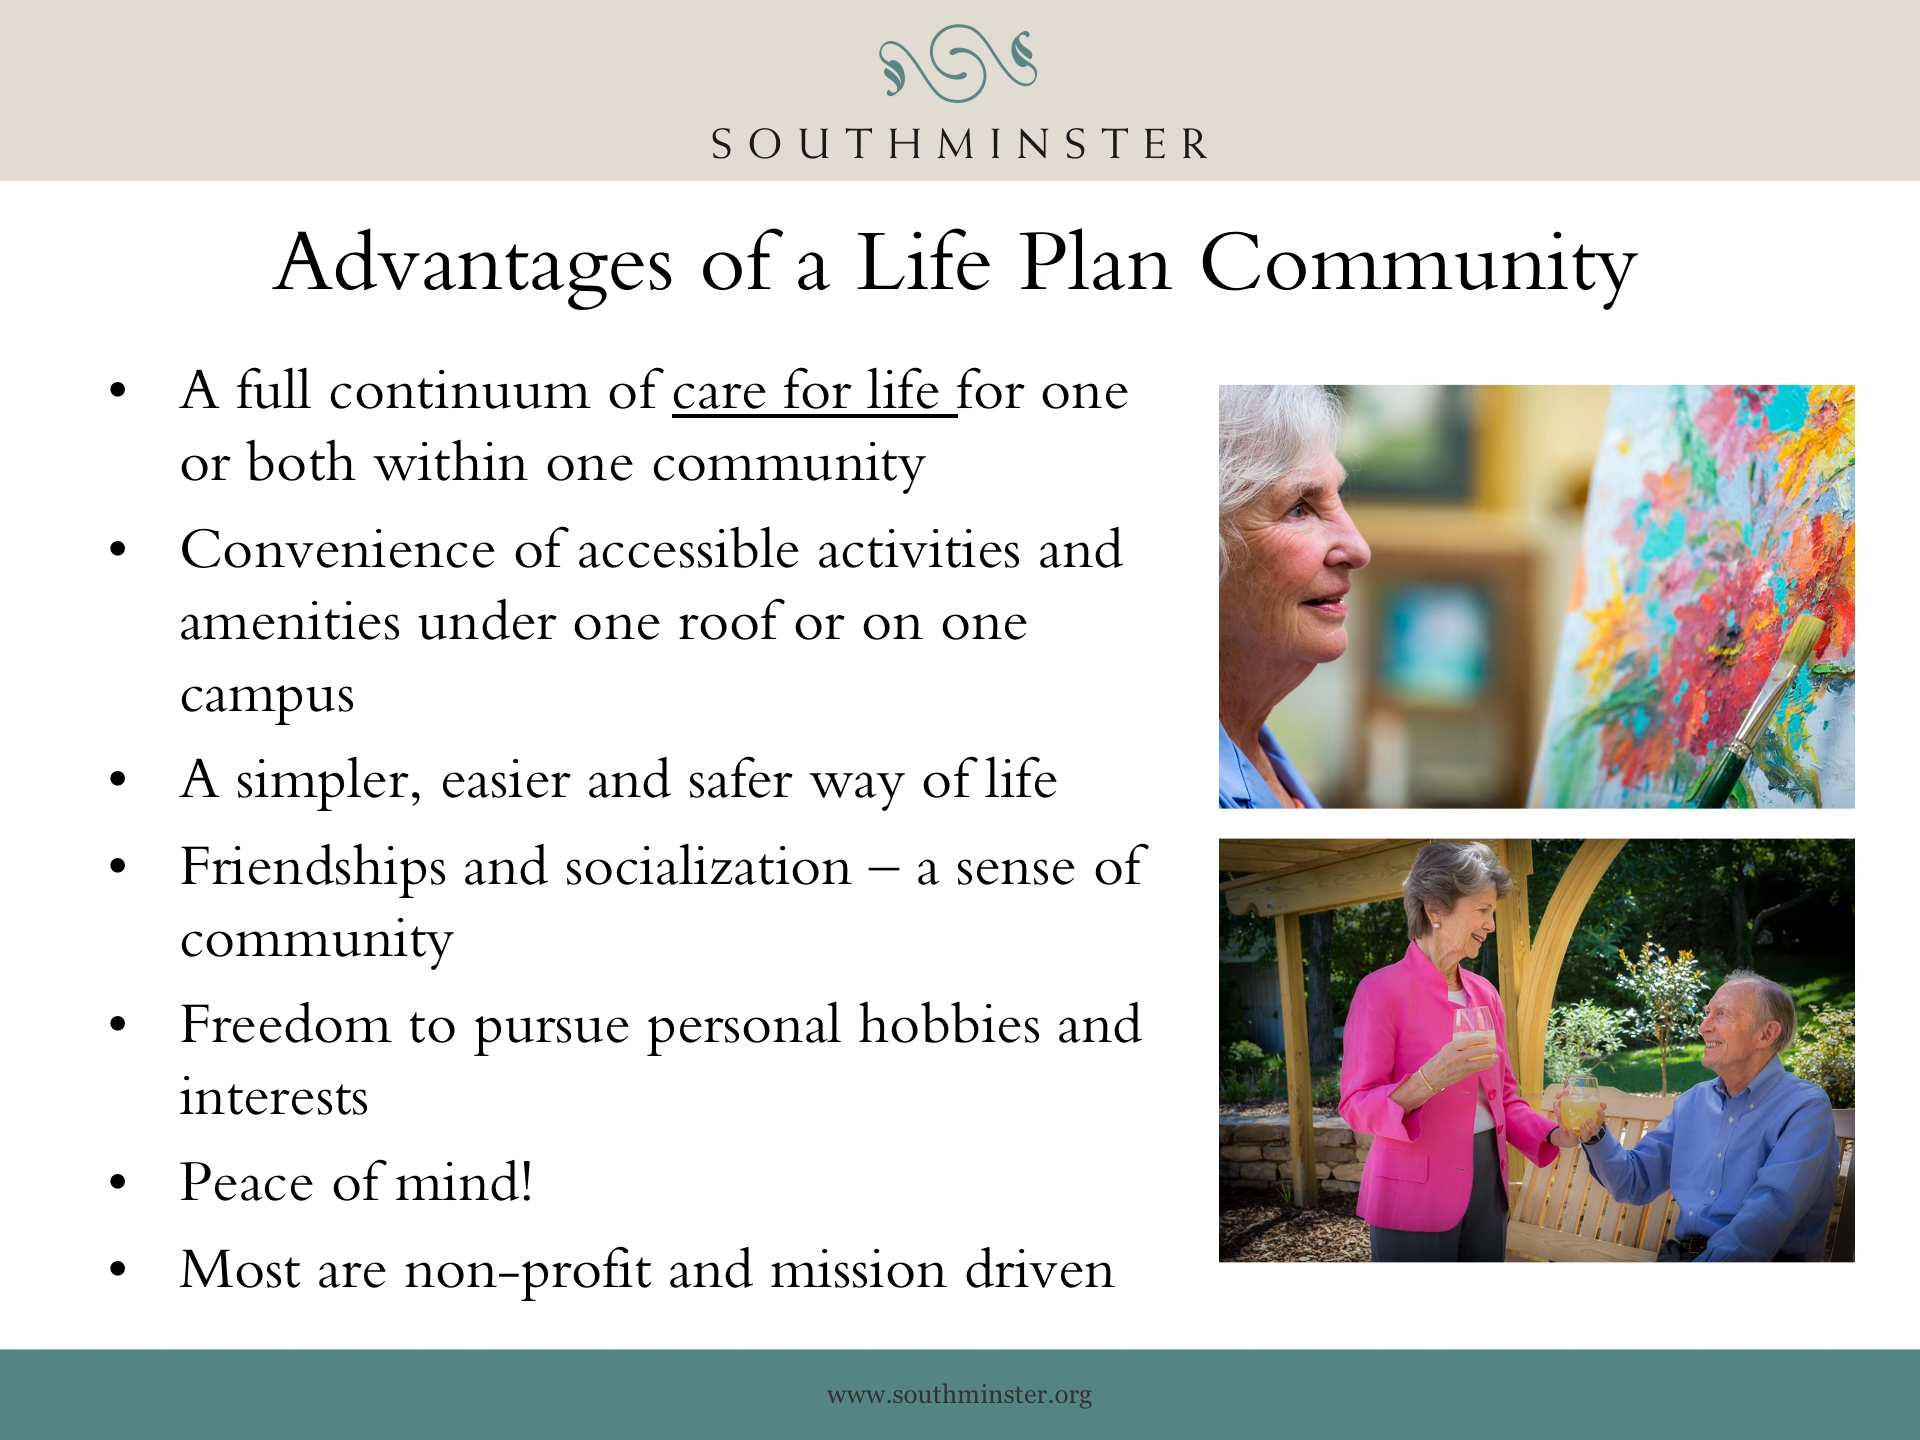 SOUTHMINSTER
Advantages of a Life Plan Community
• A full continuum of care for life for one
or both within one community
• Convenience of accessible activities and
amenities under one roof or on one
campus
• A simpler, easier and safer way of life
• Friendships and socialization – a sense of
community
• Freedom to pursue personal hobbies and
interests
• Peace of mind!
• Most are non-profit and mission driven
www.southminster.org